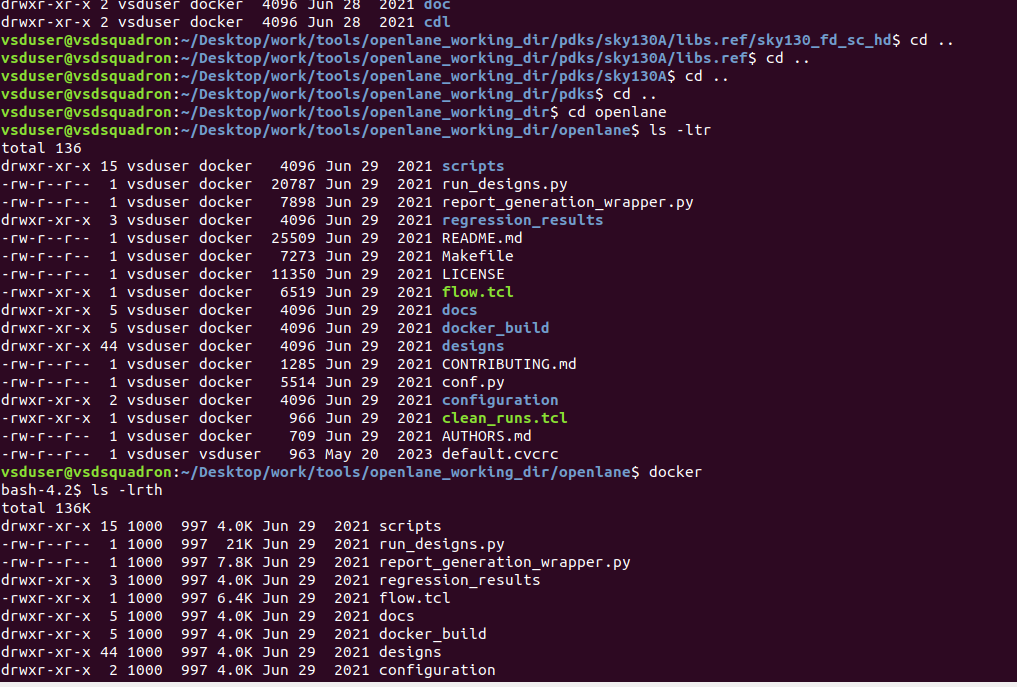 drwxr-xr-x 2 vsduser docker  4096 Jun 28  2021 doc
drwxr-xr-x 2 vsduser docker  4096 Jun 28  2021 cdl
vsduser@vsdsquadron:~/Desktop/work/tools/openlane_working_dir/pdks/sky130A/libs.ref/sky130_fd_sc_hd$ cd ..
vsduser@vsdsquadron:~/Desktop/work/tools/openlane_working_dir/pdks/sky130A/libs.ref$ cd ..
vsduser@vsdsquadron:~/Desktop/work/tools/openlane_working_dir/pdks/sky130A$ cd ..
vsduser@vsdsquadron:~/Desktop/work/tools/openlane_working_dir/pdks$ cd ..
vsduser@vsdsquadron:~/Desktop/work/tools/openlane_working_dir$ cd openlane
vsduser@vsdsquadron:~/Desktop/work/tools/openlane_working_dir/openlane$ ls -ltr
total 136
drwxr-xr-x 15 vsduser docker   4096 Jun 29  2021 scripts
-rw-r--r--  1 vsduser docker  20787 Jun 29  2021 run_designs.py
-rw-r--r--  1 vsduser docker   7898 Jun 29  2021 report_generation_wrapper.py
drwxr-xr-x  3 vsduser docker   4096 Jun 29  2021 regression_results
-rw-r--r--  1 vsduser docker  25509 Jun 29  2021 README.md
-rw-r--r--  1 vsduser docker   7273 Jun 29  2021 Makefile
-rw-r--r--  1 vsduser docker  11350 Jun 29  2021 LICENSE
-rwxr-xr-x  1 vsduser docker   6519 Jun 29  2021 flow.tcl
drwxr-xr-x  5 vsduser docker   4096 Jun 29  2021 docs
drwxr-xr-x  5 vsduser docker   4096 Jun 29  2021 docker_build
drwxr-xr-x 44 vsduser docker   4096 Jun 29  2021 designs
-rw-r--r--  1 vsduser docker   1285 Jun 29  2021 CONTRIBUTING.md
-rw-r--r--  1 vsduser docker   5514 Jun 29  2021 conf.py
drwxr-xr-x  2 vsduser docker   4096 Jun 29  2021 configuration
-rwxr-xr-x  1 vsduser docker    966 Jun 29  2021 clean_runs.tcl
-rw-r--r--  1 vsduser docker    709 Jun 29  2021 AUTHORS.md
-rw-r--r--  1 vsduser vsduser   963 May 20  2023 default.cvcrc
vsduser@vsdsquadron:~/Desktop/work/tools/openlane_working_dir/openlane$ docker
bash-4.2$ ls -lrth
total 136K
drwxr-xr-x 15 1000  997 4.0K Jun 29  2021 scripts
-rw-r--r--  1 1000  997  21K Jun 29  2021 run_designs.py
-rw-r--r--  1 1000  997 7.8K Jun 29  2021 report_generation_wrapper.py
drwxr-xr-x  3 1000  997 4.0K Jun 29  2021 regression_results
-rwxr-xr-x  1 1000  997 6.4K Jun 29  2021 flow.tcl
drwxr-xr-x  5 1000  997 4.0K Jun 29  2021 docs
drwxr-xr-x  5 1000  997 4.0K Jun 29  2021 docker_build
drwxr-xr-x 44 1000  997 4.0K Jun 29  2021 designs
drwxr-xr-x  2 1000  997 4.0K Jun 29  2021 configuration